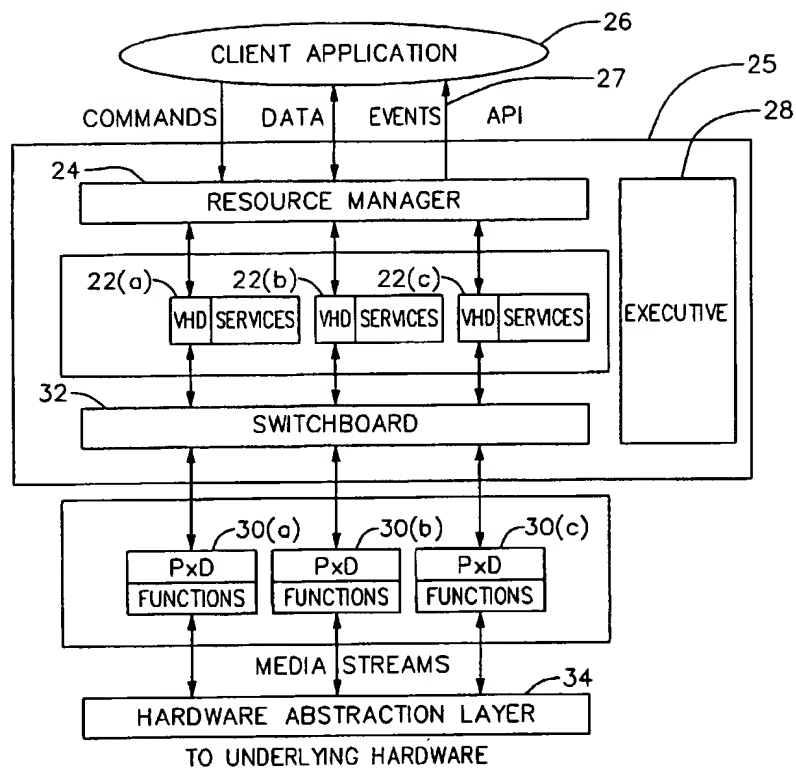 26
CLIENT APPLICATION
27
25
COMMANDS DATA EVENTS API
28
24
RESOURCE MANAGER
22(a) 22(b) 22(c)
VHD SERVICES VHD SERVICES VHD SERVICES
EXECUTIVE
32
SWITCHBOARD
30(a) 30(b) 30(c)
PxD PxD PxD
FUNCTIONS FUNCTIONS FUNCTIONS
MEDIA STREAMS
34
HARDWARE ABSTRACTION LAYER
TO UNDERLYING HARDWARE